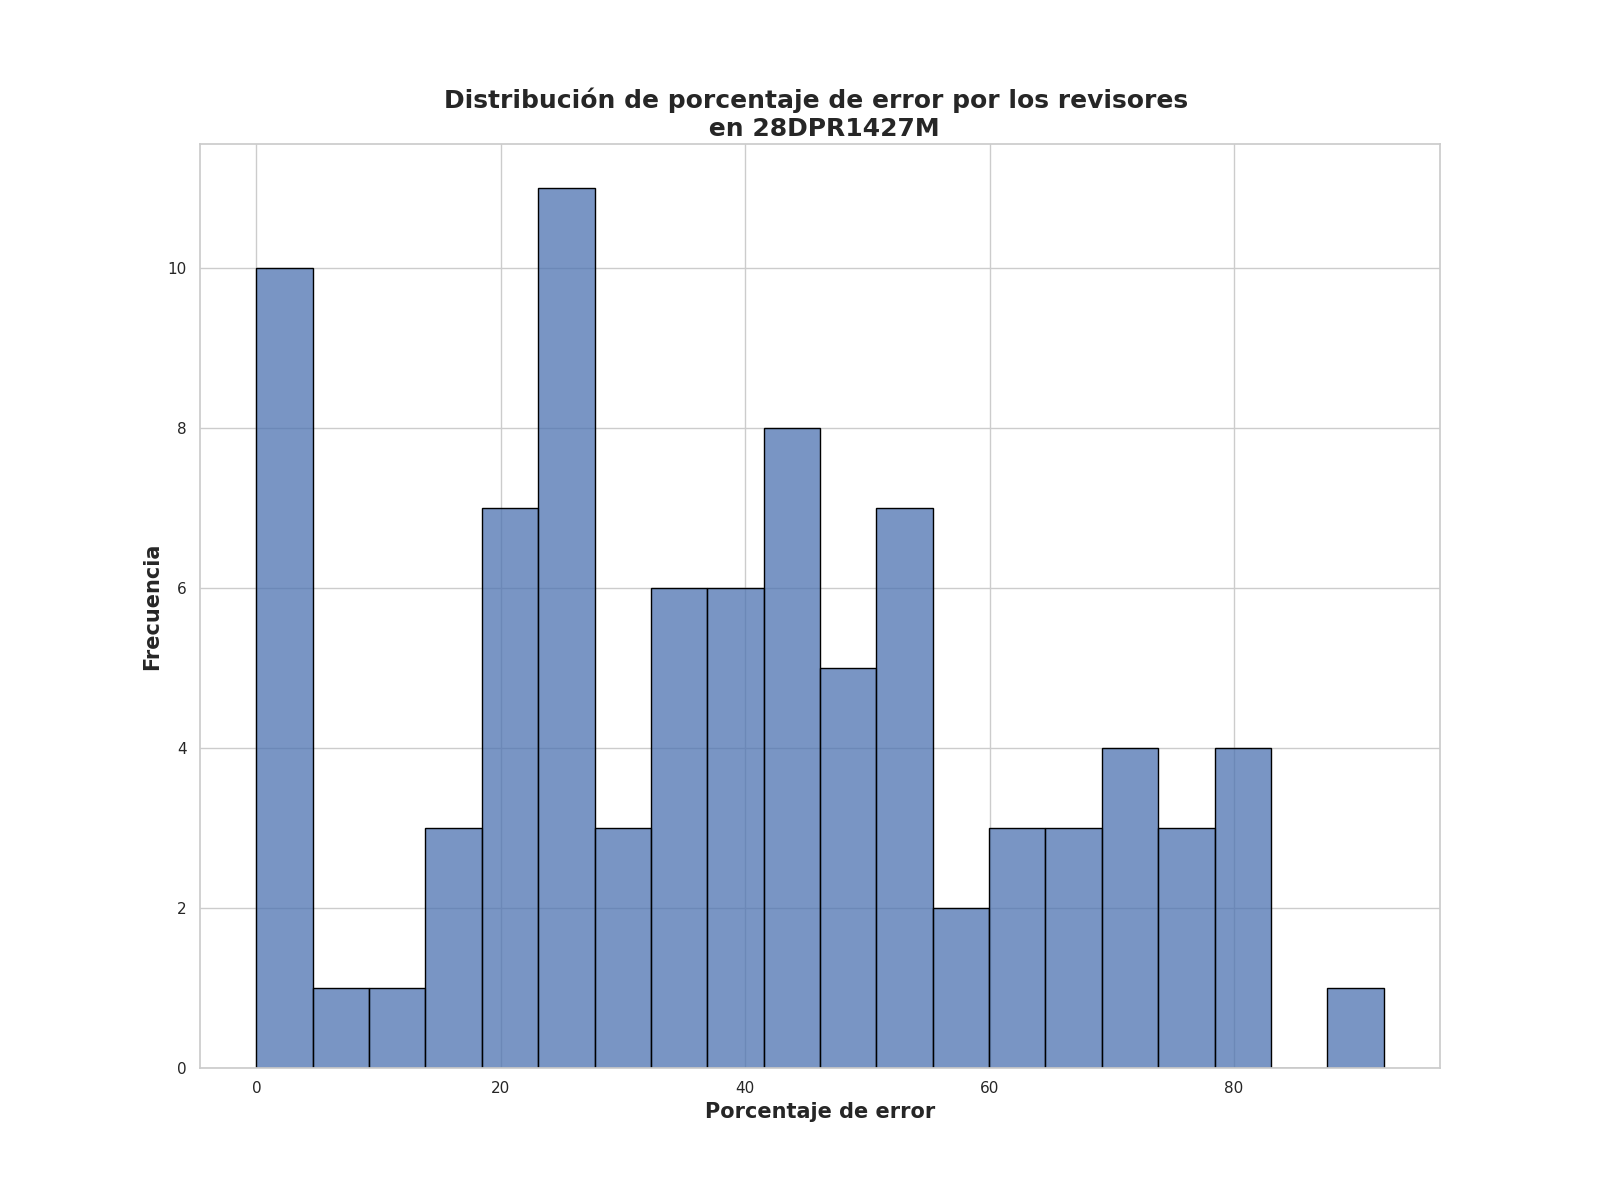 Distribución de porcentaje de error por los revisores
en 28DPR1427M
10
8
6
4
2
0
Frecuencia
0 20 40 60 80
Porcentaje de error